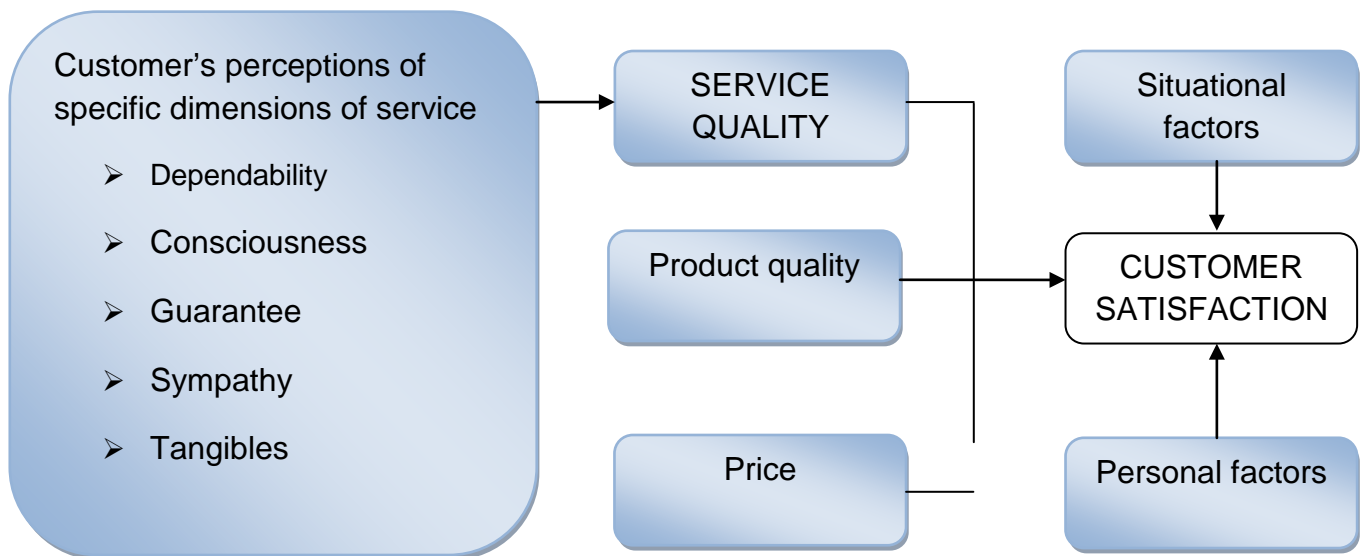 Customer’s perceptions of
specific dimensions of service
➢ Dependability
➢ Consciousness
➢ Guarantee
➢ Sympathy
➢ Tangibles
SERVICE
QUALITY
Product quality
Price
Situational
factors
CUSTOMER
SATISFACTION
Personal factors